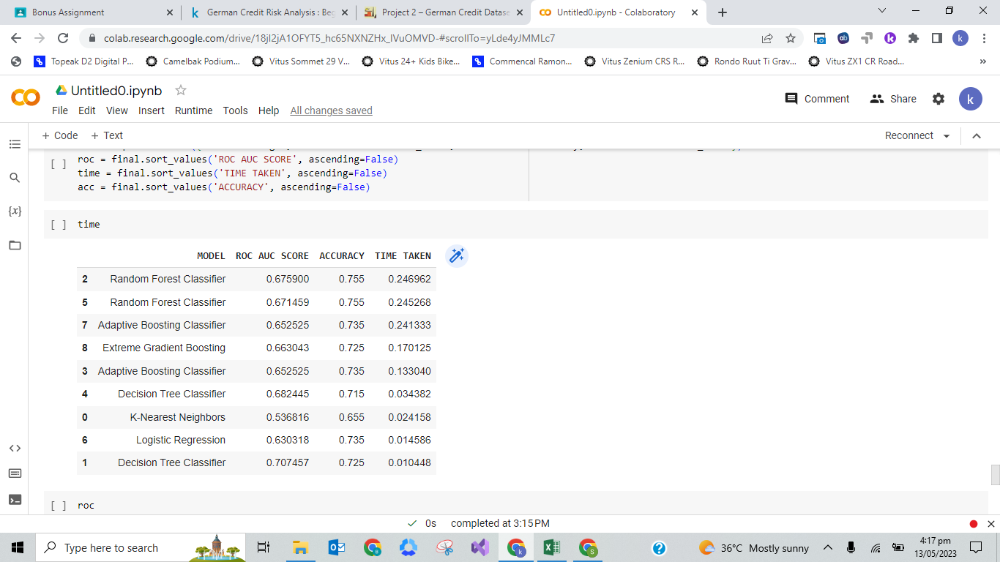 Bonus Assignment
German Credit Risk Analysis : Beg
Project 2 – German Credit Datase
Untitled0.ipynb - Colaboratory
colab.research.google.com/drive/18jI2jA1OFYT5_hc65NXNZHx_lVuOMVD-#scrollTo=yLde4yJMMLc7
Topeak D2 Digital P...
Camelbak Podium...
Vitus Sommet 29 V...
Vitus 24+ Kids Bike...
Commencal Ramon...
Vitus Zenium CRS R...
Rondo Ruut Ti Grav...
Vitus ZX1 CR Road...
Untitled0.ipynb
File Edit View Insert Runtime Tools Help All changes saved
Comment Share k
+ Code + Text
Reconnect
[ ] roc = final.sort_values('ROC AUC SCORE', ascending=False)
time = final.sort_values('TIME TAKEN', ascending=False)
acc = final.sort_values('ACCURACY', ascending=False)
[ ] time
MODEL ROC AUC SCORE ACCURACY TIME TAKEN
2 Random Forest Classifier 0.675900 0.755 0.246962
5 Random Forest Classifier 0.671459 0.755 0.245268
7 Adaptive Boosting Classifier 0.652525 0.735 0.241333
8 Extreme Gradient Boosting 0.663043 0.725 0.170125
3 Adaptive Boosting Classifier 0.652525 0.735 0.133040
4 Decision Tree Classifier 0.682445 0.715 0.034382
0 K-Nearest Neighbors 0.536816 0.655 0.024158
6 Logistic Regression 0.630318 0.735 0.014586
1 Decision Tree Classifier 0.707457 0.725 0.010448
[ ] roc
0s completed at 3:15 PM
Type here to search
36°C Mostly sunny
4:17 pm
13/05/2023